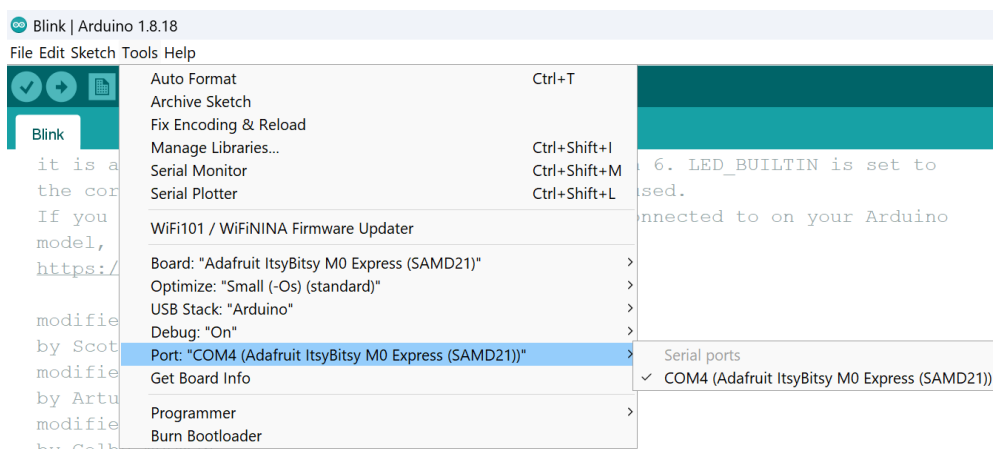 Blink | Arduino 1.8.18
File Edit Sketch Tools Help
Auto Format Ctrl+T
Archive Sketch
Fix Encoding & Reload
Manage Libraries... Ctrl+Shift+I
Serial Monitor Ctrl+Shift+M
Serial Plotter Ctrl+Shift+L
WiFi101 / WiFiNINA Firmware Updater
Board: "Adafruit ItsyBitsy M0 Express (SAMD21)"
Optimize: "Small (-Os) (standard)"
USB Stack: "Arduino"
Debug: "On"
Port: "COM4 (Adafruit ItsyBitsy M0 Express (SAMD21))"
Get Board Info
Programmer
Burn Bootloader
Serial ports
COM4 (Adafruit ItsyBitsy M0 Express (SAMD21))
Blink
it is a 6. LED_BUILTIN is set to
the cor sed.
If you nnected to on your Arduino
model,
https:/
modifie
by Scot
modifie
by Artu
modifie